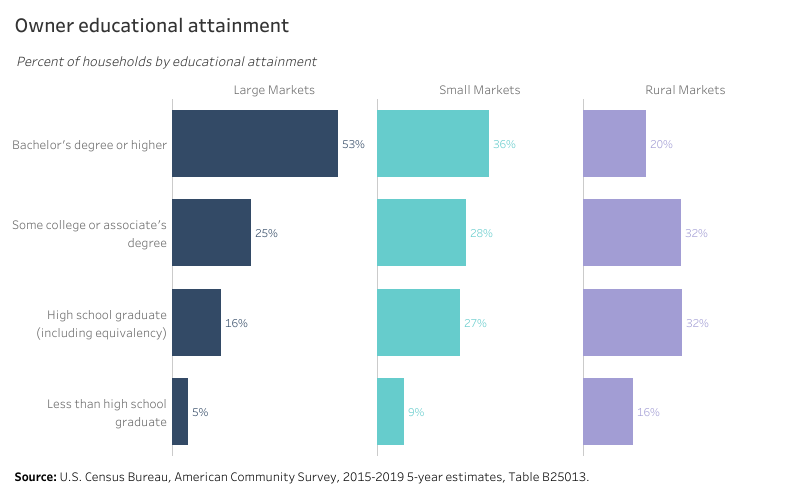 Owner educational attainment
Percent of households by educational attainment
Large Markets
Small Markets
Rural Markets
Bachelor's degree or higher
53%
36%
20%
Some college or associate's
degree
25%
28%
32%
High school graduate
(including equivalency)
16%
27%
32%
Less than high school
graduate
5%
9%
16%
Source: U.S. Census Bureau, American Community Survey, 2015-2019 5-year estimates, Table B25013.